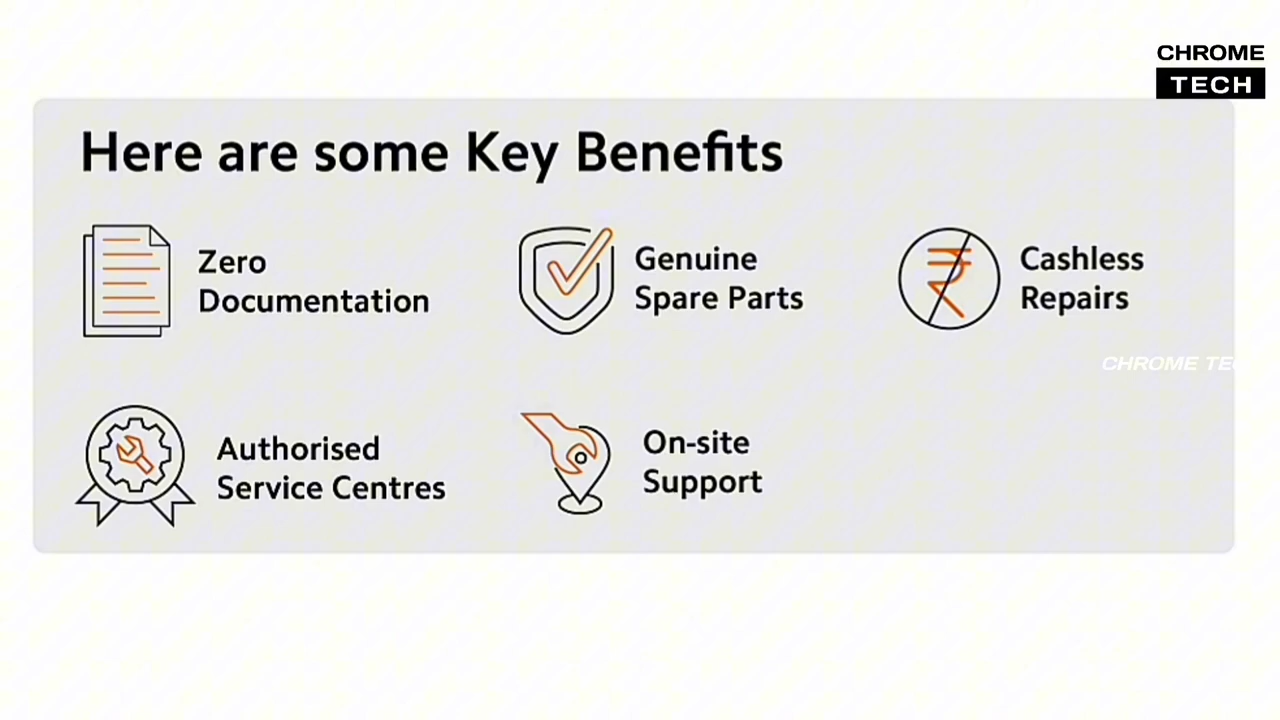 CHROME
TECH
Here are some Key Benefits
Zero
Documentation
Genuine
Spare Parts
Cashless
Repairs
CHROME
Authorised
Service Centres
On-site
Support